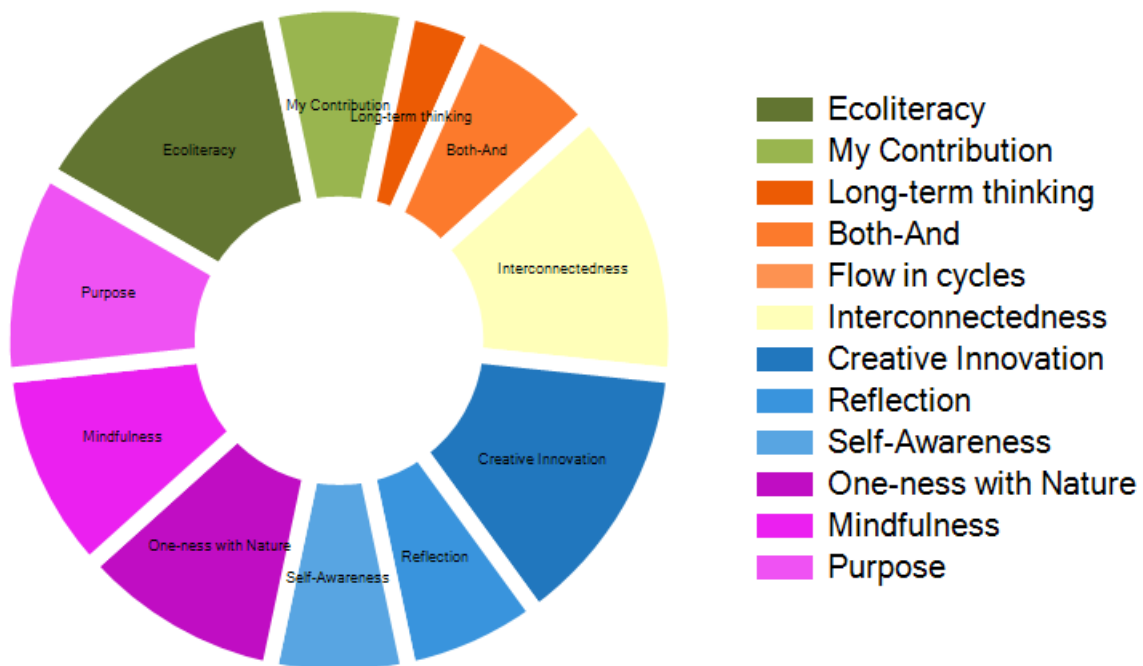 My Contribution
Long-term thinking
Ecoliteracy
Both-And
Interconnectedness
Purpose
Mindfulness
Creative Innovation
One-ness with Nature
Reflection
Self-Awareness
Ecoliteracy
My Contribution
Long-term thinking
Both-And
Flow in cycles
Interconnectedness
Creative Innovation
Reflection
Self-Awareness
One-ness with Nature
Mindfulness
Purpose